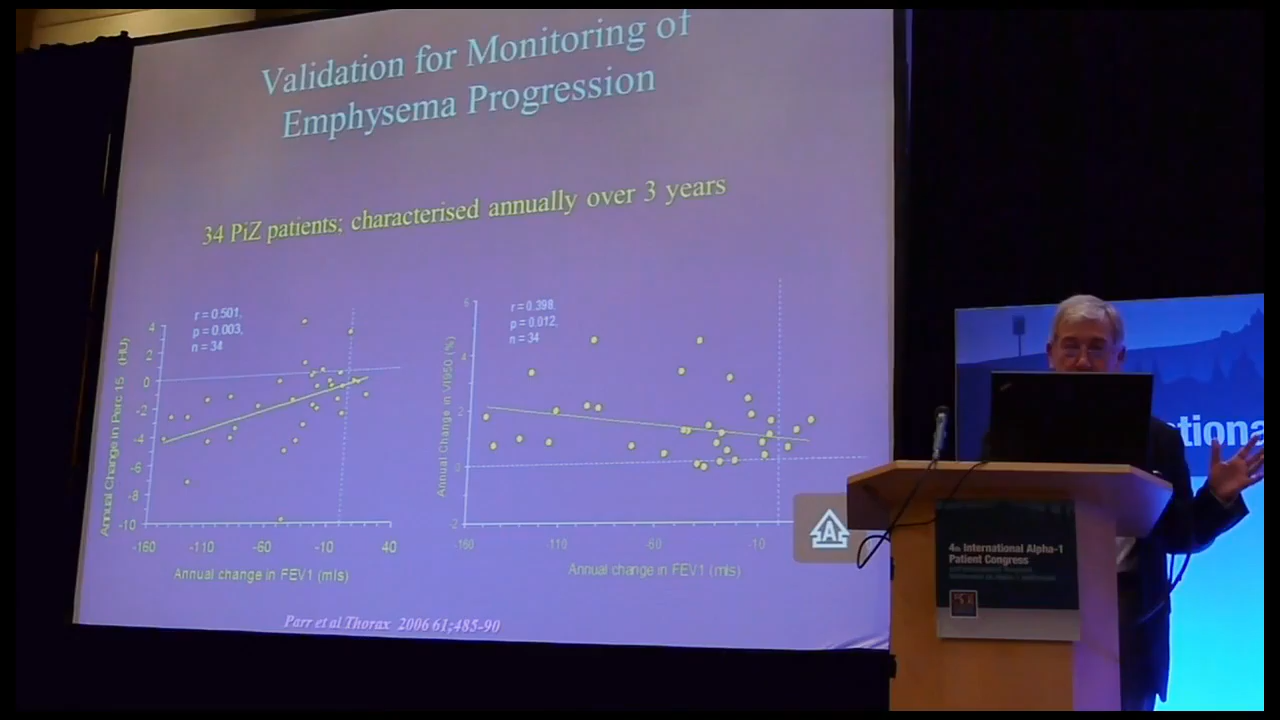 Validation for Monitoring of
Emphysema Progression
34 PiZ patients; characterised annually over 3 years
r = 0.501,
p = 0.003,
n = 34
Annual Change in Perc 15 (HU)
4
2
0
-2
-4
-6
-8
-10
-160 -110 -60 -10 40
Annual change in FEV1 (mls)
r = 0.398,
p = 0.012,
n = 34
Annual Change in VI950 (%)
6
4
2
0
-2
-160 -110 -60 -10
Annual change in FEV1 (mls)
Parr et al Thorax 2006 61;485-90
A
tiona
4th International Alpha-1
Patient Congress